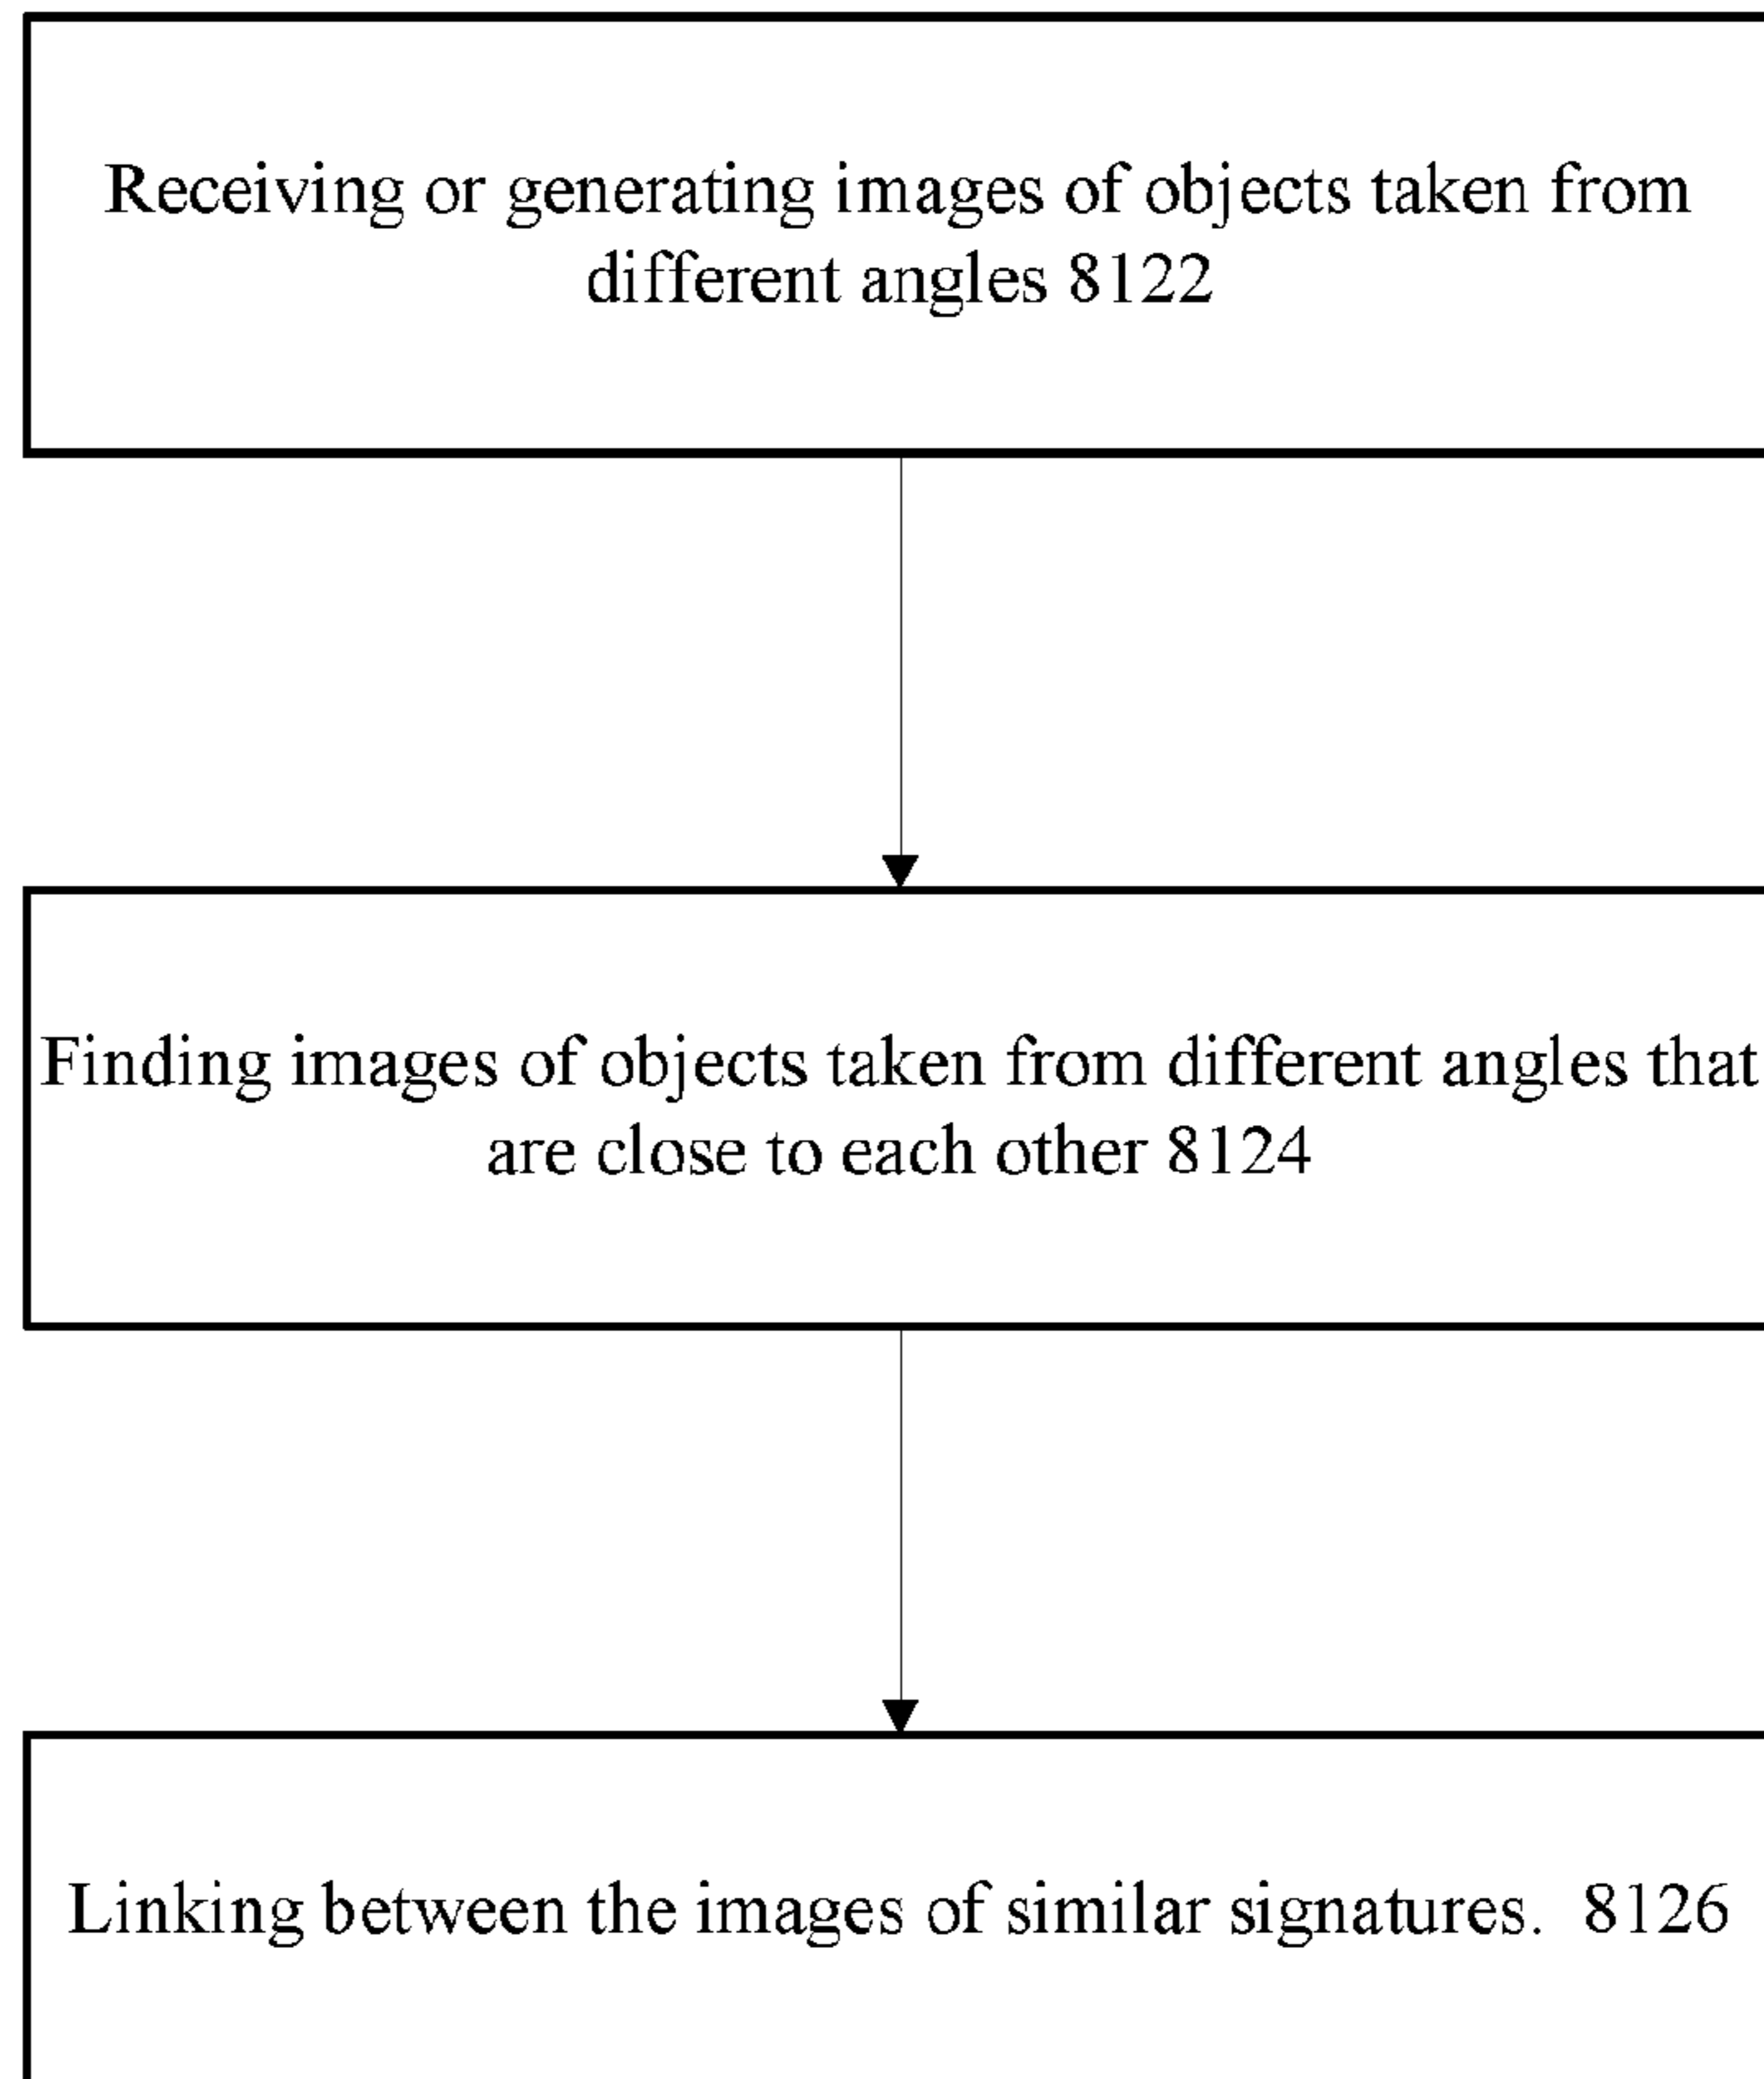 Receiving or generating images of objects taken from
different angles 8122
Finding images of objects taken from different angles that
are close to each other 8124
Linking between the images of similar signatures. 8126